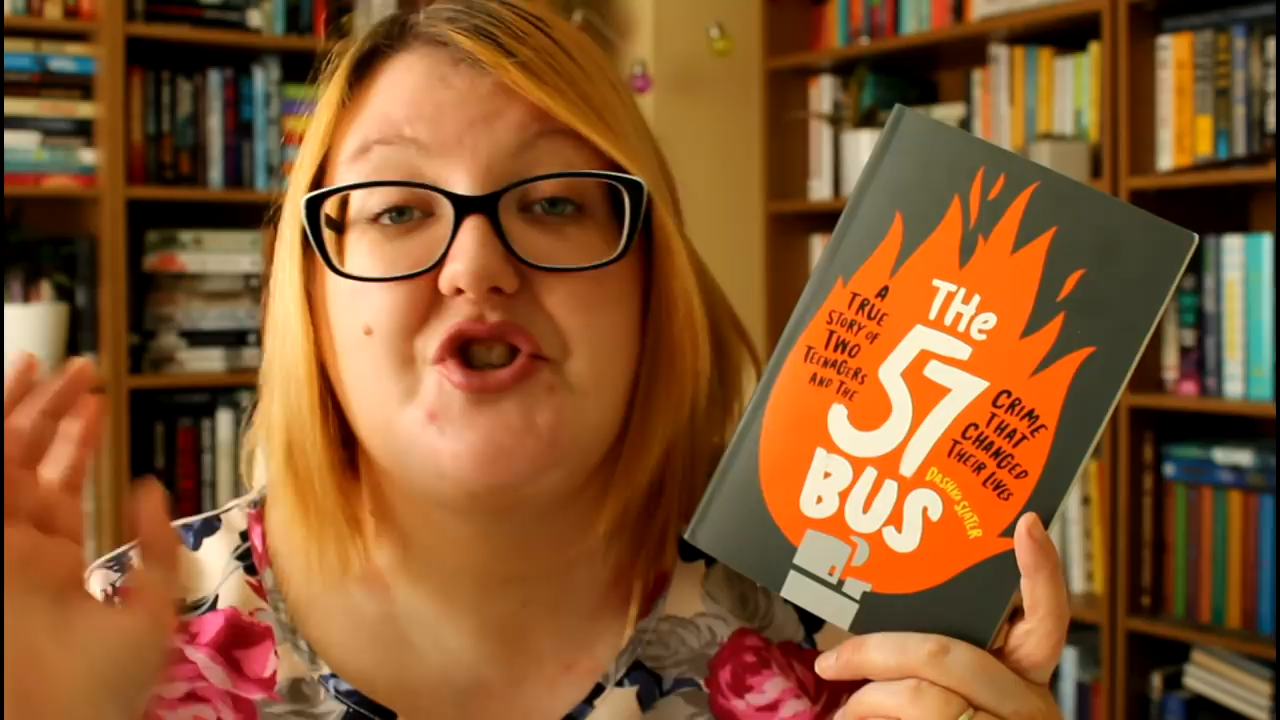 A
TRUE
STORY OF
TWO
TEENAGERS
AND THE
THe
57
BUS
CRIME
THAT
CHANGED
THEIR LIVES
DASHKA SLATER